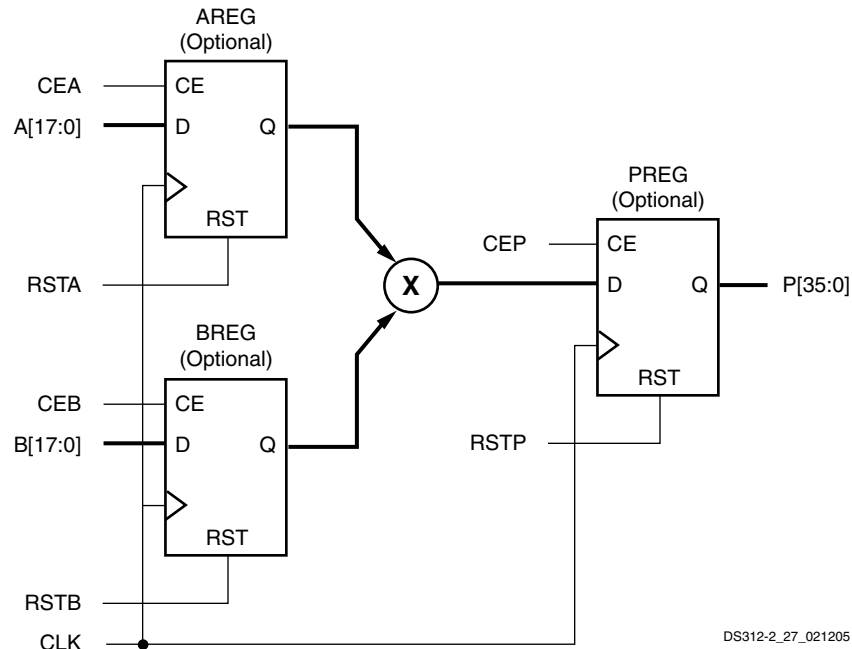 AREG
(Optional)
CEA
CE
A[17:0]
D
Q
RST
RSTA
PREG
(Optional)
CEP
CE
X
D
Q
P[35:0]
RST
RSTP
BREG
(Optional)
CEB
CE
B[17:0]
D
Q
RST
RSTB
CLK
DS312-2_27_021205